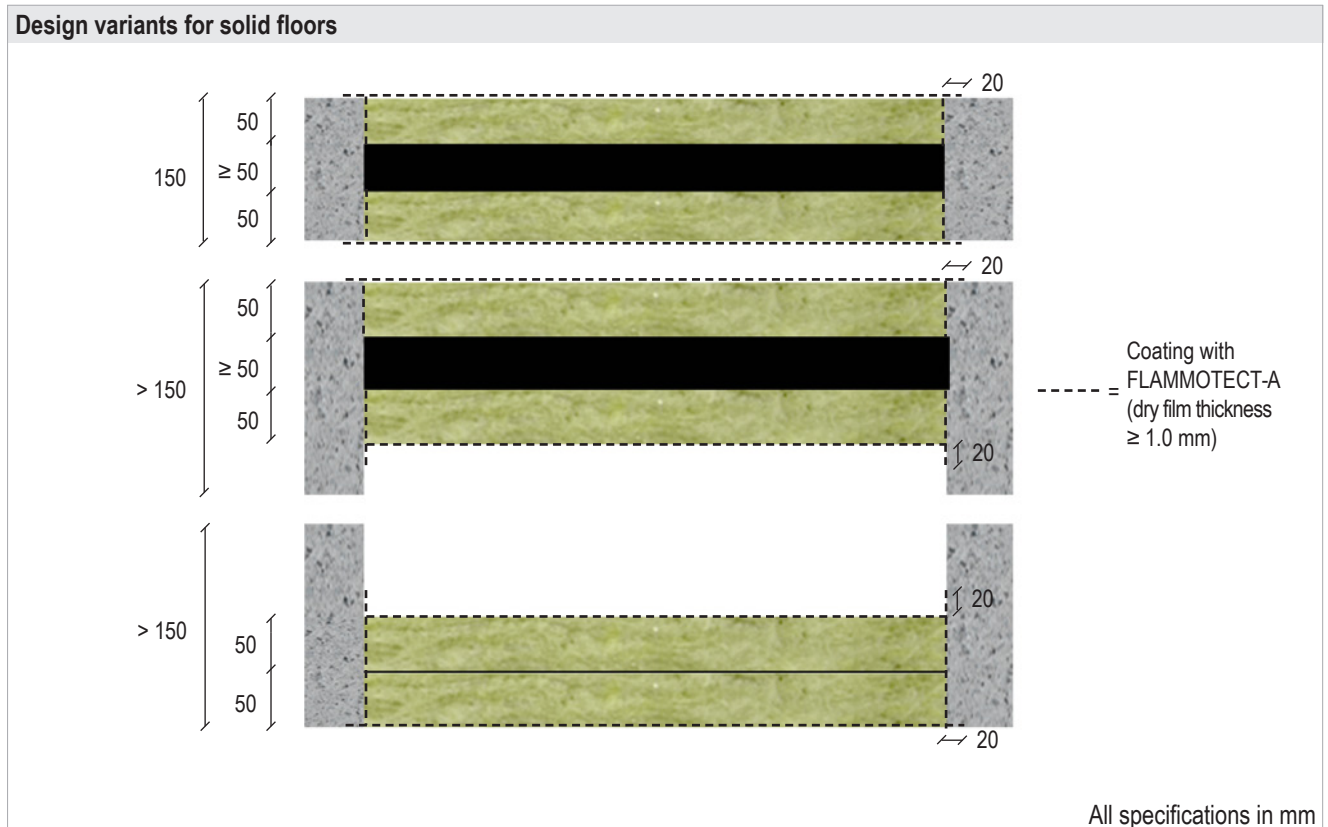 Design variants for solid floors
20
50
150
≥ 50
50
20
50
≥ 50
> 150
50
20
Coating with
FLAMMOTECT-A
(dry film thickness
≥ 1.0 mm)
=
20
> 150
50
50
20
All specifications in mm